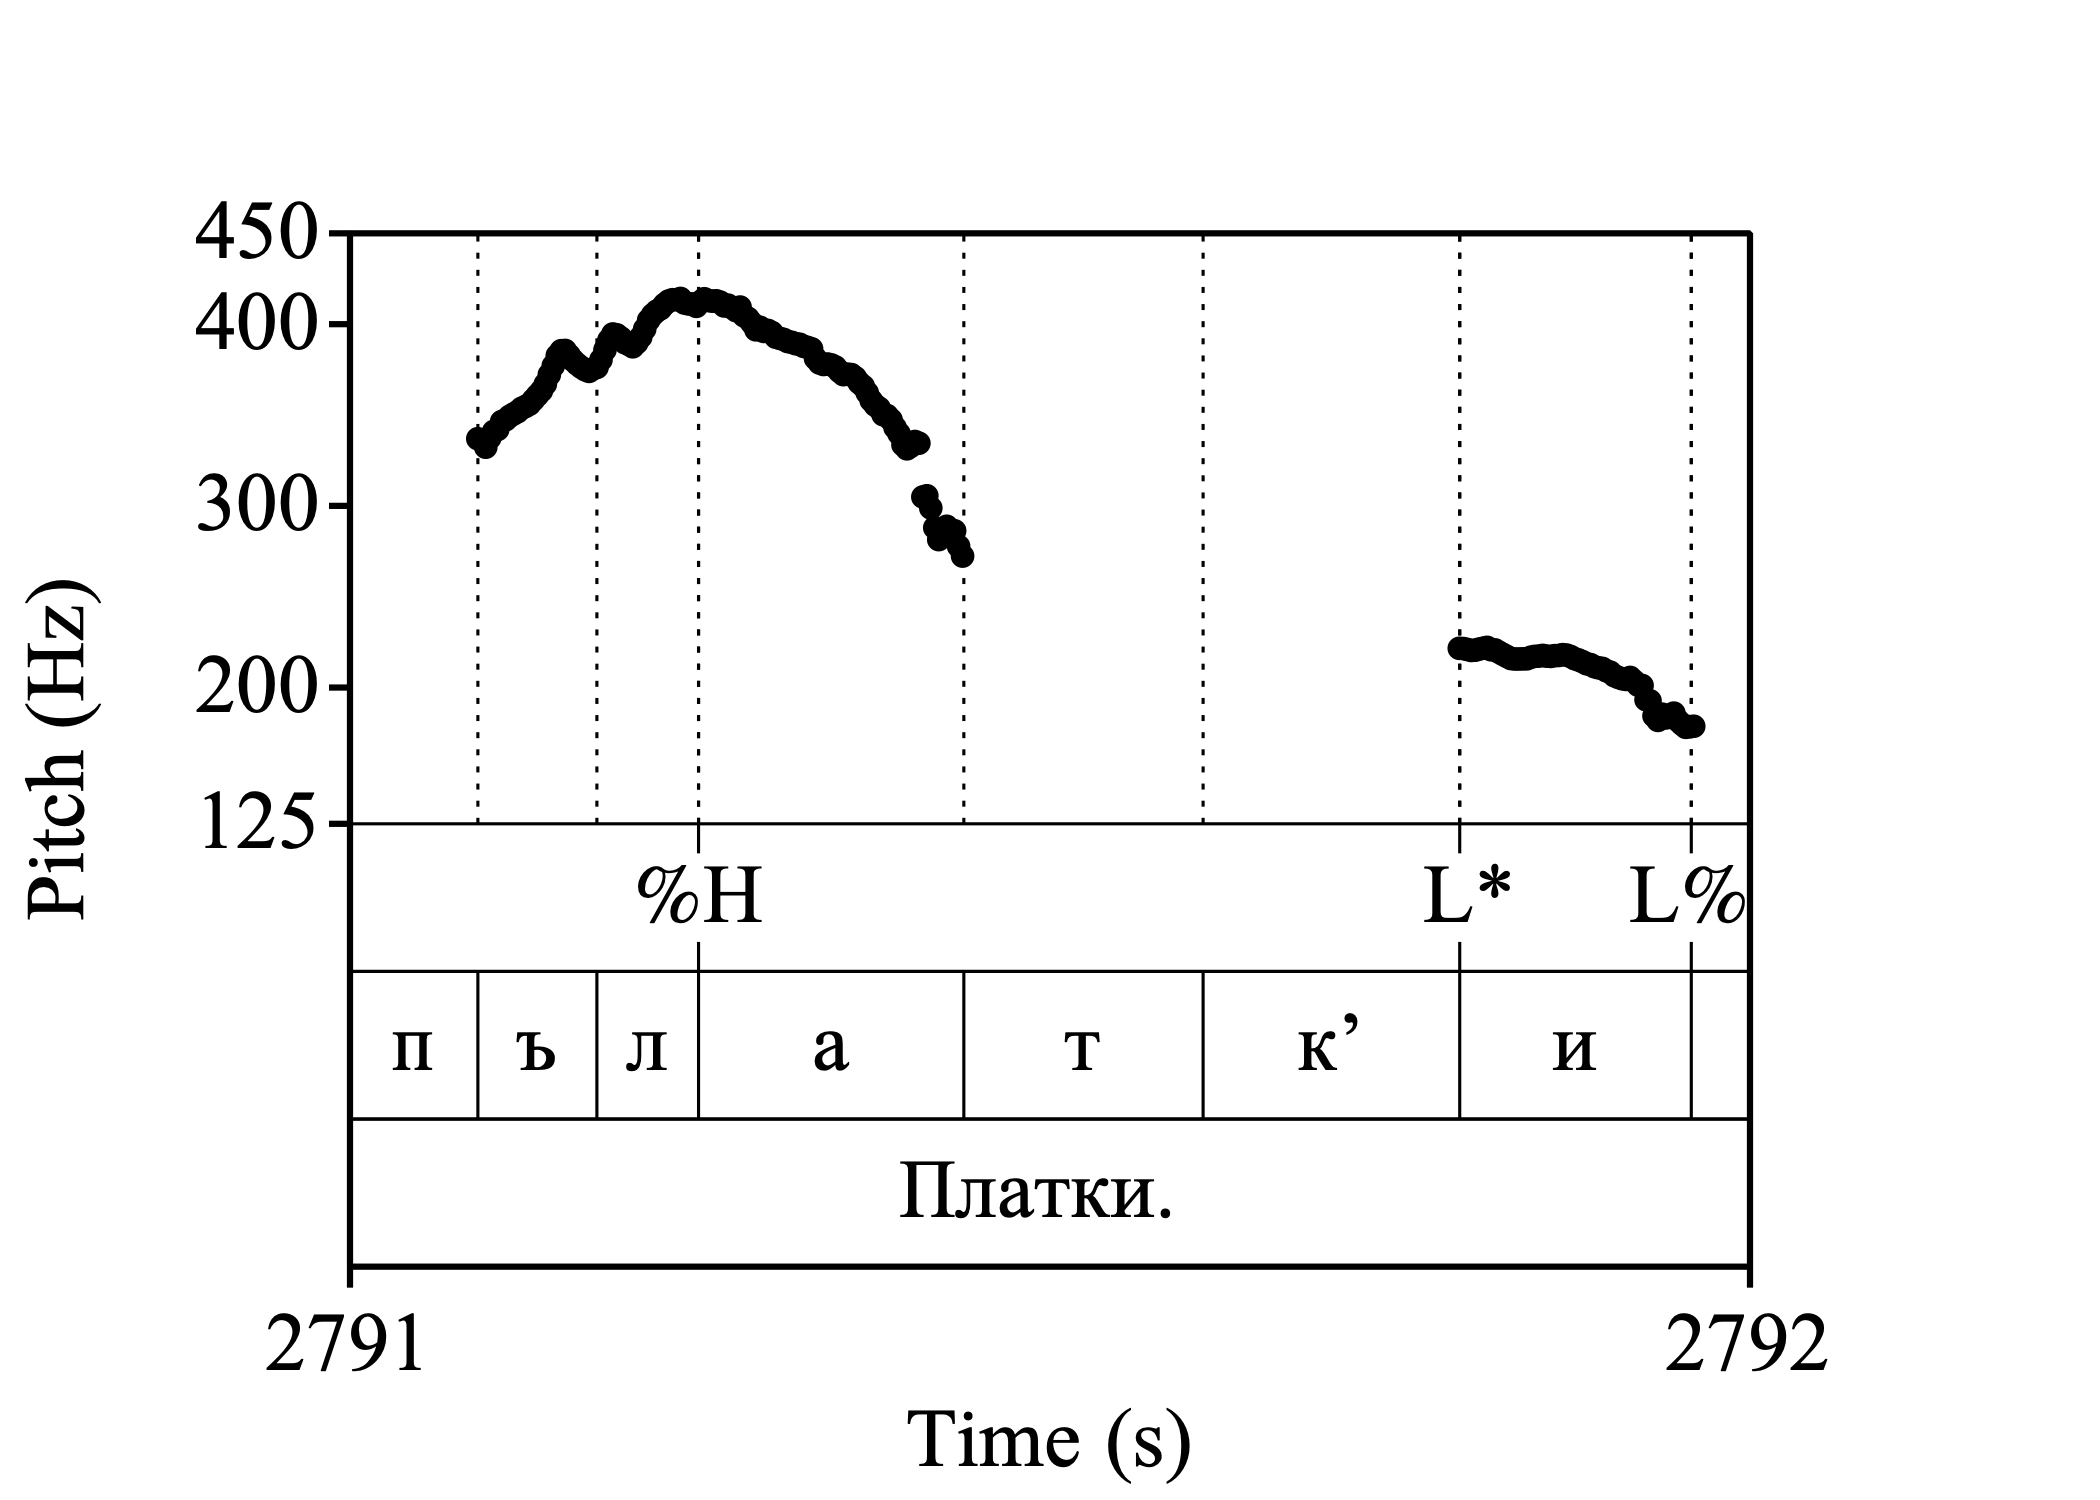 450
400
300
200
125
Pitch (Hz)
%H L* L%
п ъ л а т к’ и
Платки.
2791 2792
Time (s)